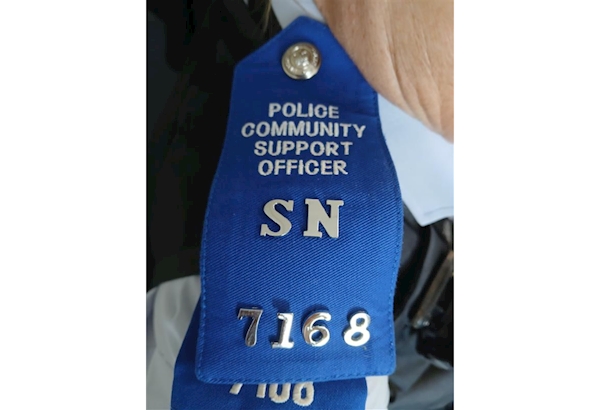 POLICE
COMMUNITY
SUPPORT
OFFICER
SN
7168